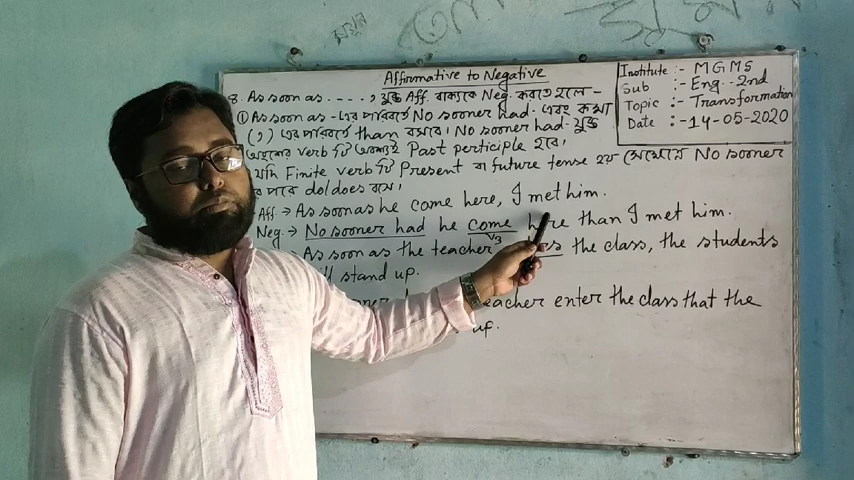 Affirmative to Negative
8. As soon as ...., যুক্ত Aff. বাক্যকে Neg. করতে হলে -
① As soon as -এর পরিবর্তে No sooner had- এবং কমা
(,) এর পরিবর্তে than বসবে। No sooner had- যুক্ত
অংশের verb টি অবশ্যই Past perticiple হবে।
যদি Finite verb টি Present বা future tense হয় সেক্ষেত্রে No sooner
র পরে do/does বসে।
Aff. → As soon as he come here, I met him.
Neg. → No sooner had he come here than I met him.
V3
As soon as the teacher the class, the students
stand up.
teacher enter the class that the
up.
Institute :- MGMS
Sub :- Eng.-2nd
Topic :- Transformation
Date :- 14-05-2020